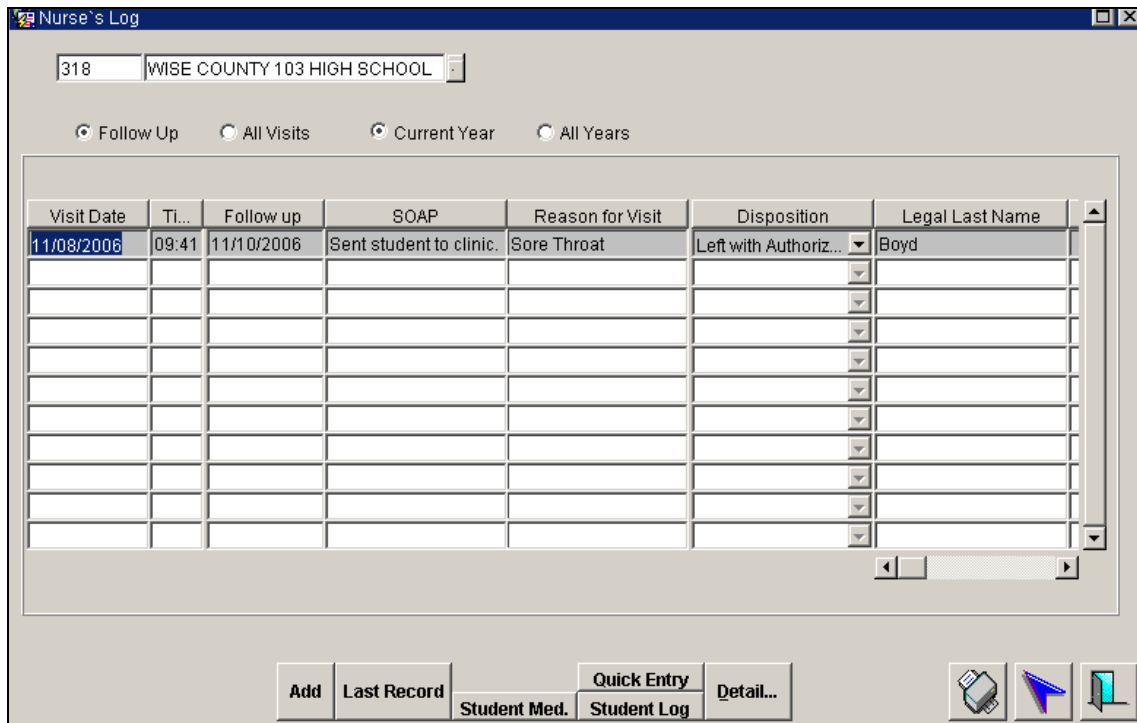 Nurse`s Log
318 WISE COUNTY 103 HIGH SCHOOL
Follow Up All Visits Current Year All Years
Visit Date Ti... Follow up SOAP Reason for Visit Disposition Legal Last Name
11/08/2006 09:41 11/10/2006 Sent student to clinic. Sore Throat Left with Authoriz... Boyd
Add Last Record Student Med. Quick Entry Student Log Detail...